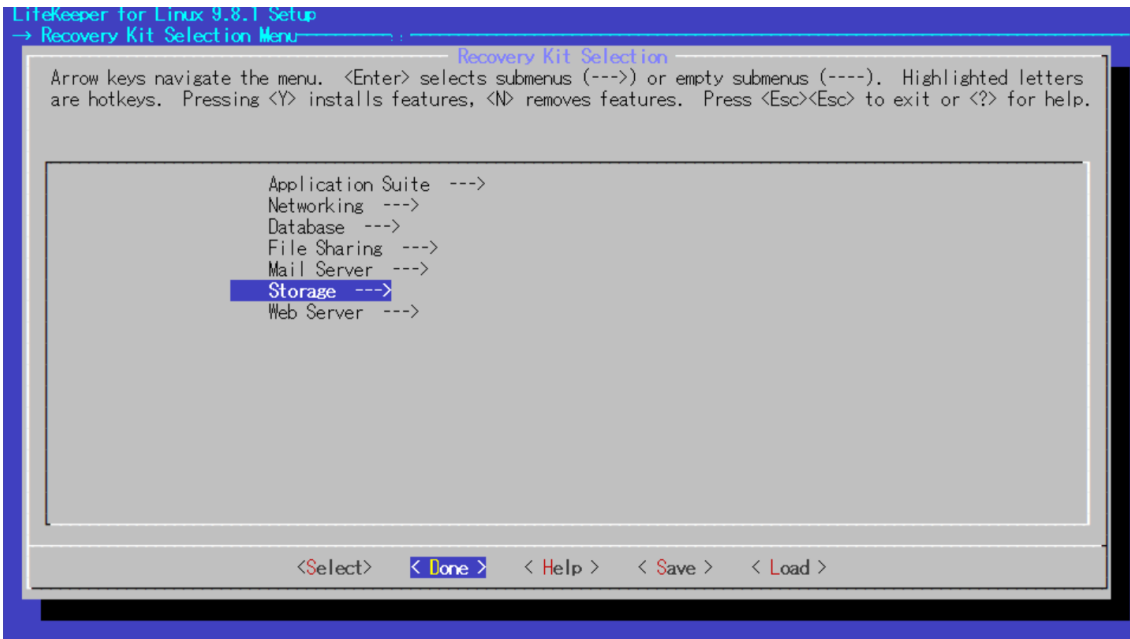 LifeKeeper for Linux 9.8.1 Setup
→ Recovery Kit Selection Menu
Recovery Kit Selection
Arrow keys navigate the menu. <Enter> selects submenus (--->) or empty submenus (----). Highlighted letters
are hotkeys. Pressing <Y> installs features, <N> removes features. Press <Esc><Esc> to exit or <?> for help.
Application Suite --->
Networking --->
Database --->
File Sharing --->
Mail Server --->
Storage --->
Web Server --->
<Select> < Done > < Help > < Save > < Load >